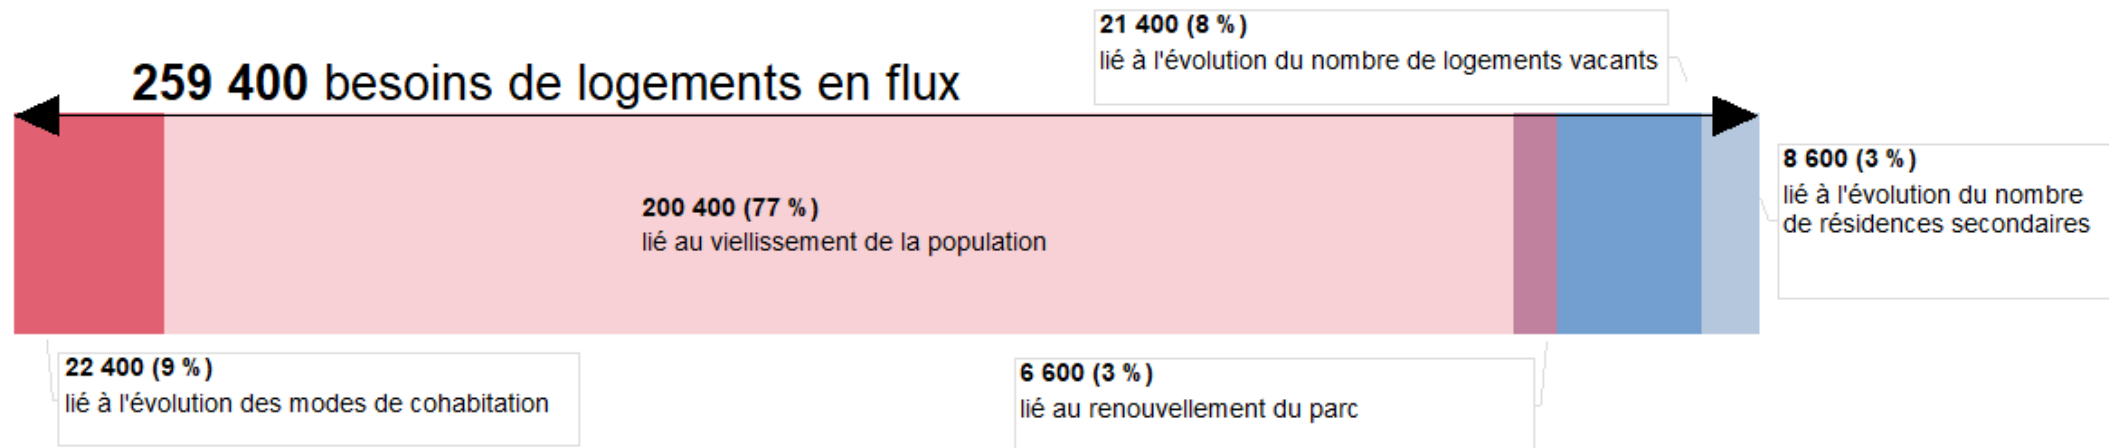 21 400 (8 %)
lié à l'évolution du nombre de logements vacants
259 400 besoins de logements en flux
8 600 (3 %)
lié à l'évolution du nombre
de résidences secondaires
200 400 (77 %)
lié au viellissement de la population
22 400 (9 %)
lié à l'évolution des modes de cohabitation
6 600 (3 %)
lié au renouvellement du parc